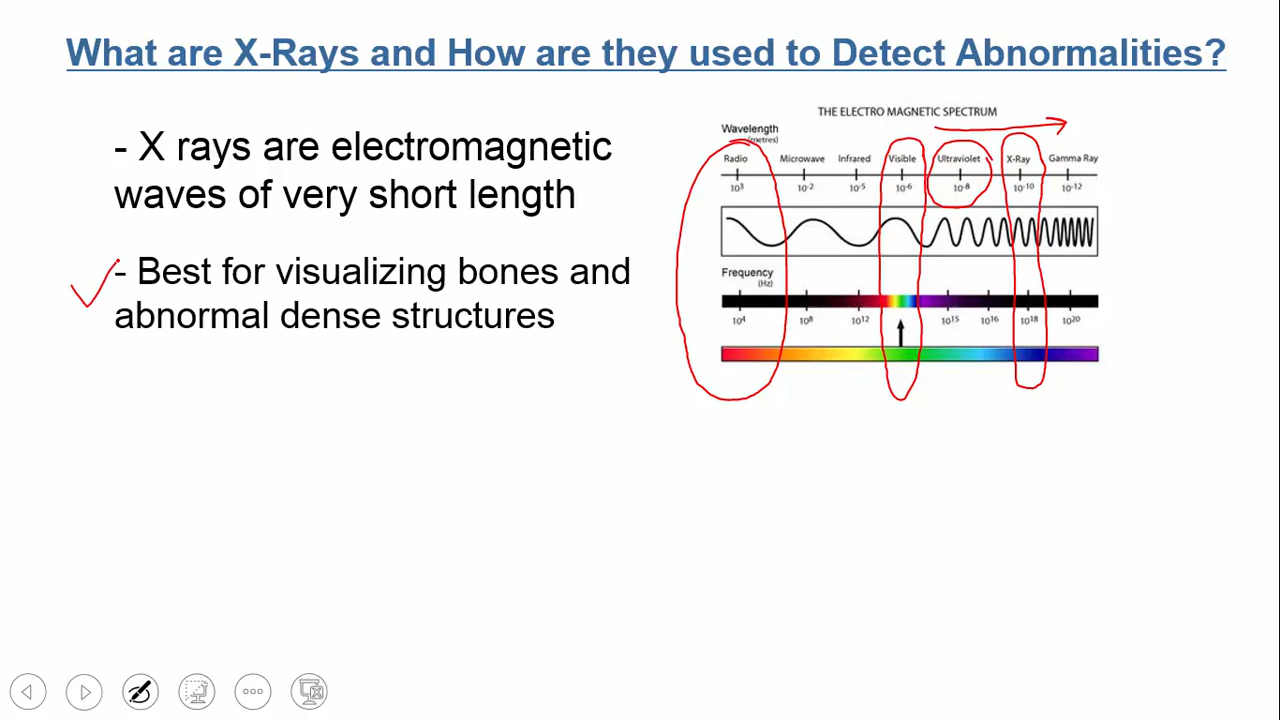 What are X-Rays and How are they used to Detect Abnormalities?
- X rays are electromagnetic
waves of very short length
- Best for visualizing bones and
abnormal dense structures
THE ELECTRO MAGNETIC SPECTRUM
Wavelength
(metres)
Radio Microwave Infrared Visible Ultraviolet X-Ray Gamma Ray
10³ 10⁻² 10⁻⁵ 10⁻⁶ 10⁻⁸ 10⁻¹⁰ 10⁻¹²
Frequency
(Hz)
10⁴ 10⁸ 10¹² 10¹⁵ 10¹⁶ 10¹⁸ 10²⁰